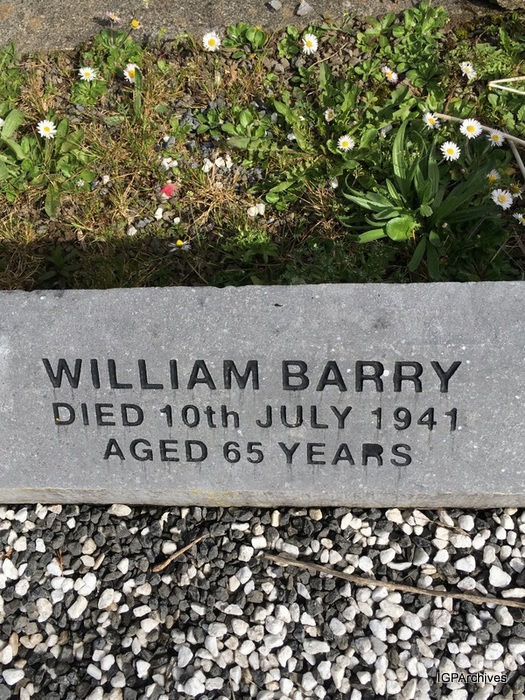 WILLIAM BARRY
DIED 10th JULY 1941
AGED 65 YEARS
IGPArchives